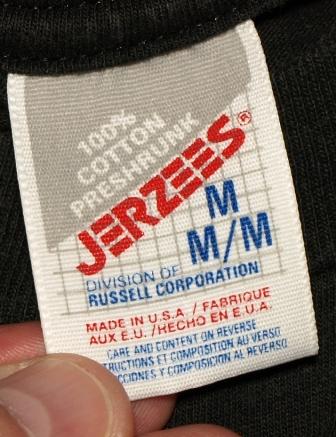 100%
COTTON
PRESHRUNK
JERZEES®
M
M/M
DIVISION OF
RUSSELL CORPORATION
MADE IN U.S.A. / FABRIQUE
AUX E.U. / HECHO EN E.U.A.
CARE AND CONTENT ON REVERSE
ET COMPOSITION AU VERSO
Y COMPOSICION AL REVERSO